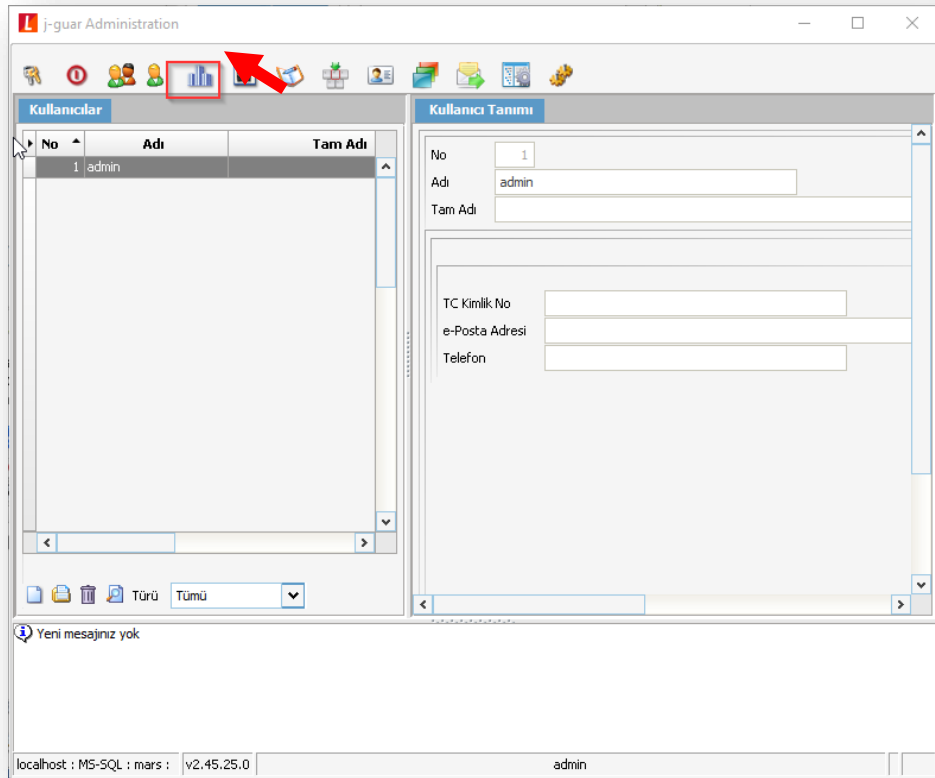 j-guar Administration
Kullanıcılar
No Adı Tam Adı
1 admin
Türü Tümü
Kullanıcı Tanımı
No 1
Adı admin
Tam Adı
TC Kimlik No
e-Posta Adresi
Telefon
Yeni mesajınız yok
localhost : MS-SQL : mars : v2.45.25.0 admin